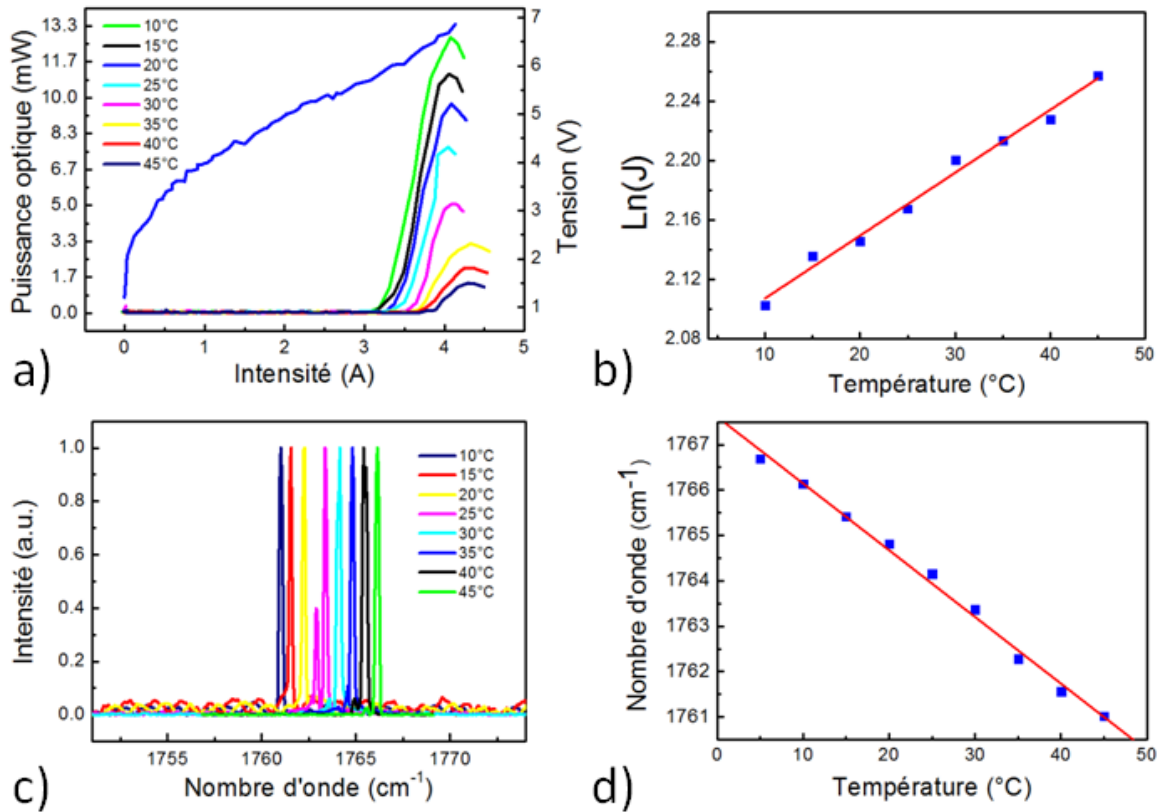 13.3
11.7
10.0
8.3
6.7
5.0
3.3
1.7
0.0
Puissance optique (mW)
10°C
15°C
20°C
25°C
30°C
35°C
40°C
45°C
7
6
5
4
3
2
1
Tension (V)
0 1 2 3 4 5
Intensité (A)
a)
2.28
2.24
2.20
2.16
2.12
2.08
Ln(J)
10 20 30 40 50
Température (°C)
b)
1.0
0.8
0.6
0.4
0.2
0.0
Intensité (a.u.)
10°C
15°C
20°C
25°C
30°C
35°C
40°C
45°C
1755 1760 1765 1770
Nombre d'onde (cm⁻¹)
c)
1767
1766
1765
1764
1763
1762
1761
Nombre d'onde (cm⁻¹)
0 10 20 30 40 50
Température (°C)
d)